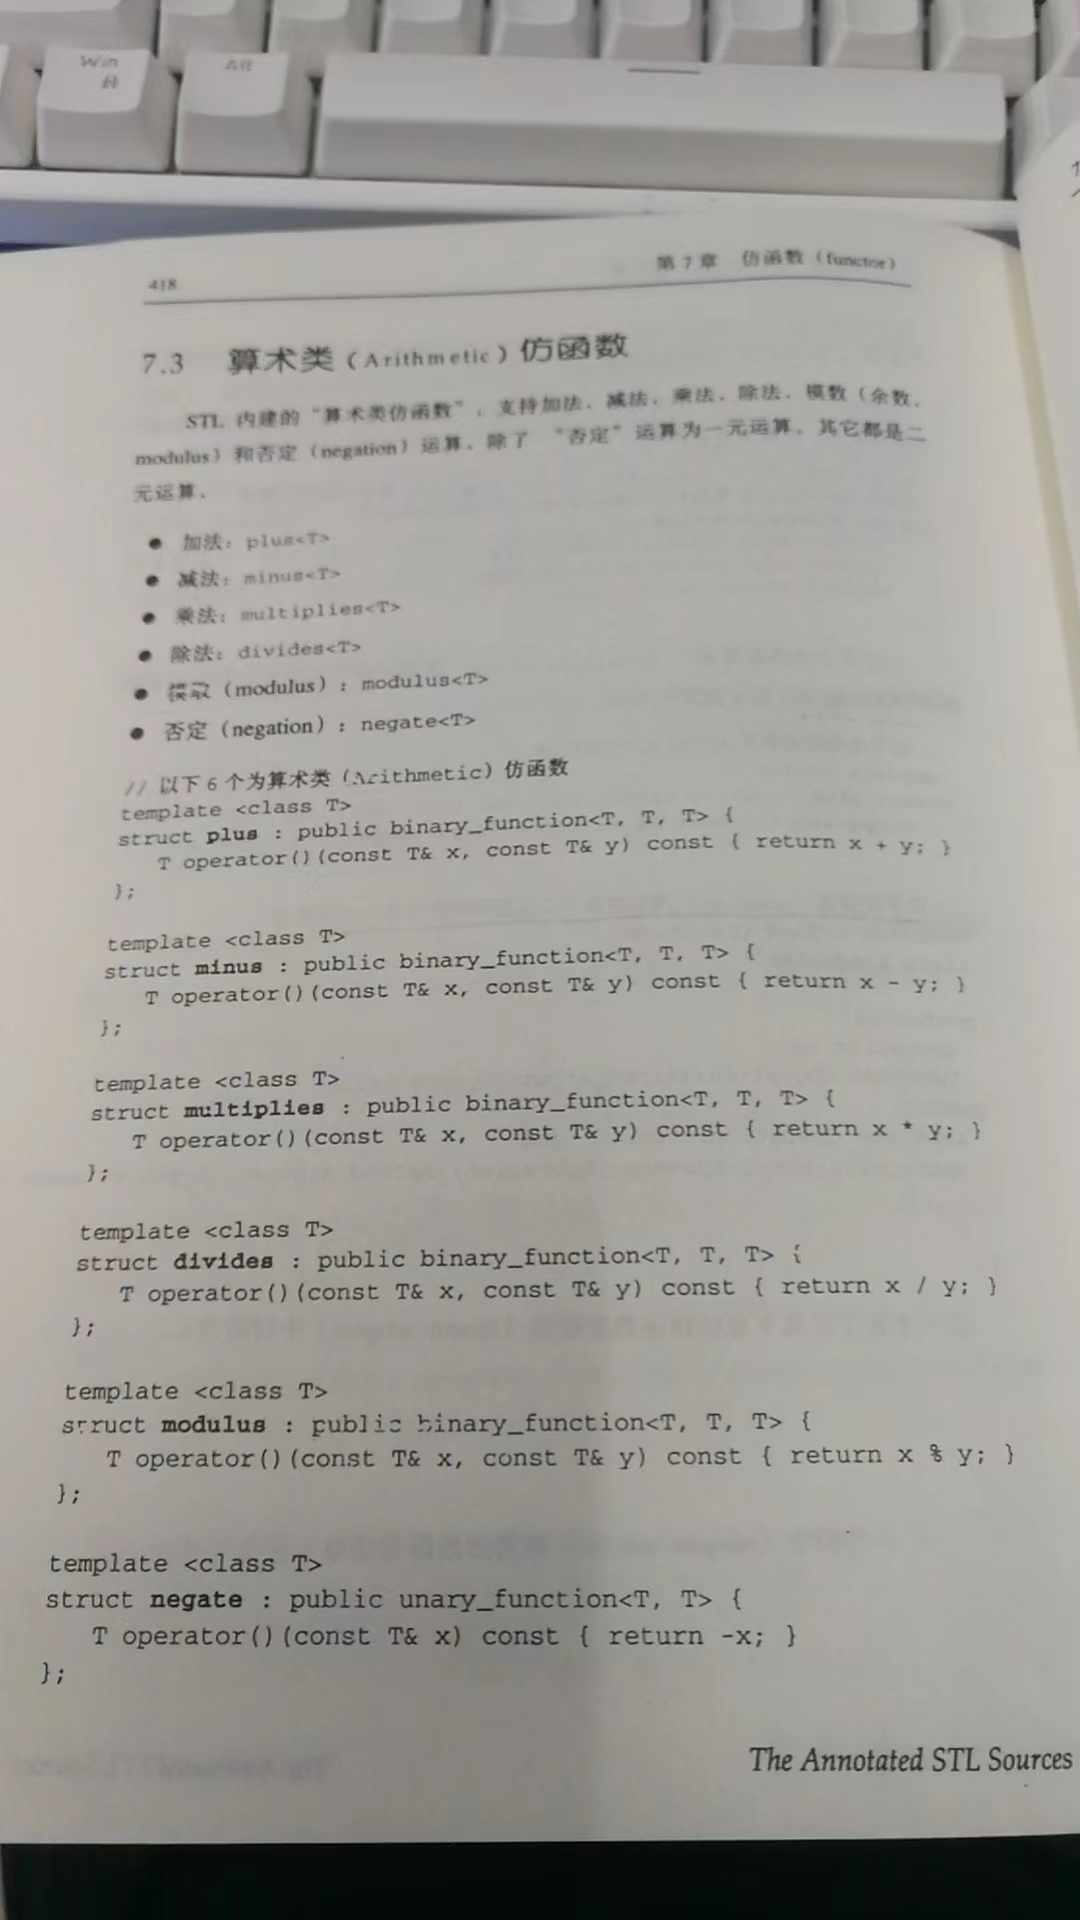 Win
Alt
418
第 7 章 仿函数（functor）
7.3 算术类（Arithmetic）仿函数
STL 内建的“算术类仿函数”，支持加法、减法、乘法、除法、模数（余数，
modulus）和否定（negation）运算。除了 “否定”运算为一元运算，其它都是二
元运算。
● 加法：plus<T>
● 减法：minus<T>
● 乘法：multiplies<T>
● 除法：divides<T>
● 模取（modulus）：modulus<T>
● 否定（negation）：negate<T>
// 以下 6 个为算术类（Arithmetic）仿函数
template <class T>
struct plus : public binary_function<T, T, T> {
T operator()(const T& x, const T& y) const { return x + y; }
};
template <class T>
struct minus : public binary_function<T, T, T> {
T operator()(const T& x, const T& y) const { return x - y; }
};
template <class T>
struct multiplies : public binary_function<T, T, T> {
T operator()(const T& x, const T& y) const { return x * y; }
};
template <class T>
struct divides : public binary_function<T, T, T> {
T operator()(const T& x, const T& y) const { return x / y; }
};
template <class T>
struct modulus : public binary_function<T, T, T> {
T operator()(const T& x, const T& y) const { return x % y; }
};
template <class T>
struct negate : public unary_function<T, T> {
T operator()(const T& x) const { return -x; }
};
The Annotated STL Sources